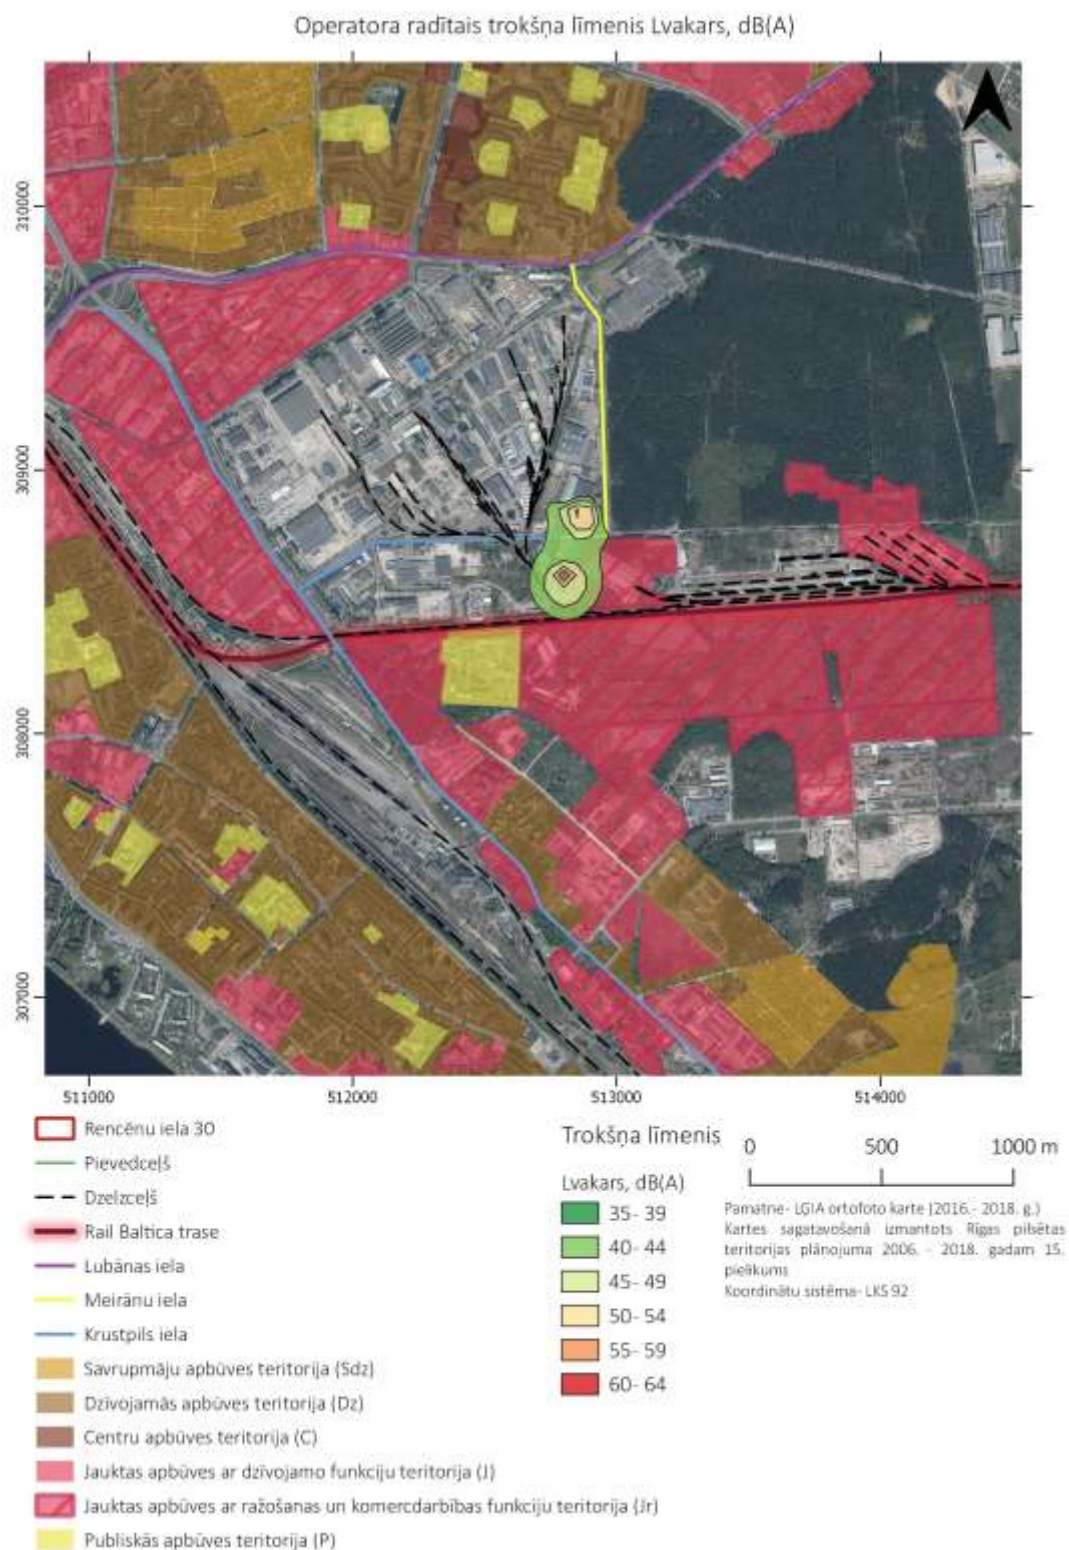 Operatora radītais trokšņa līmenis Lvakars, dB(A)
310000
309000
308000
307000
511000
512000
513000
514000
Rencēnu iela 30
Pievedceļš
Dzelzceļš
Rail Baltica trase
Lubānas iela
Meirānu iela
Krustpils iela
Savrupmāju apbūves teritorija (Sdz)
Dzīvojamās apbūves teritorija (Dz)
Centru apbūves teritorija (C)
Jauktas apbūves ar dzīvojamo funkciju teritorija (J)
Jauktas apbūves ar ražošanas un komercdarbības funkciju teritorija (Jr)
Publiskās apbūves teritorija (P)
Trokšņa līmenis
Lvakars, dB(A)
35- 39
40- 44
45- 49
50- 54
55- 59
60- 64
0 500 1000 m
Pamatne- LĢIA ortofoto karte (2016.- 2018. g.)
Kartes sagatavošanā izmantots Rīgas pilsētas
teritorijas plānojuma 2006. - 2018. gadam 15.
pielikums
Koordinātu sistēma- LKS 92